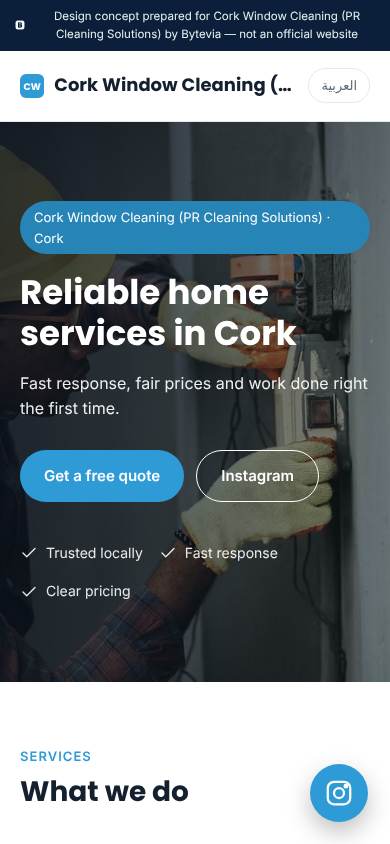 Design concept prepared for Cork Window Cleaning (PR
Cleaning Solutions) by Bytevia — not an official website
CW
Cork Window Cleaning (...
العربية
Cork Window Cleaning (PR Cleaning Solutions) ·
Cork
Reliable home
services in Cork
Fast response, fair prices and work done right
the first time.
Get a free quote
Instagram
Trusted locally
Fast response
Clear pricing
SERVICES
What we do